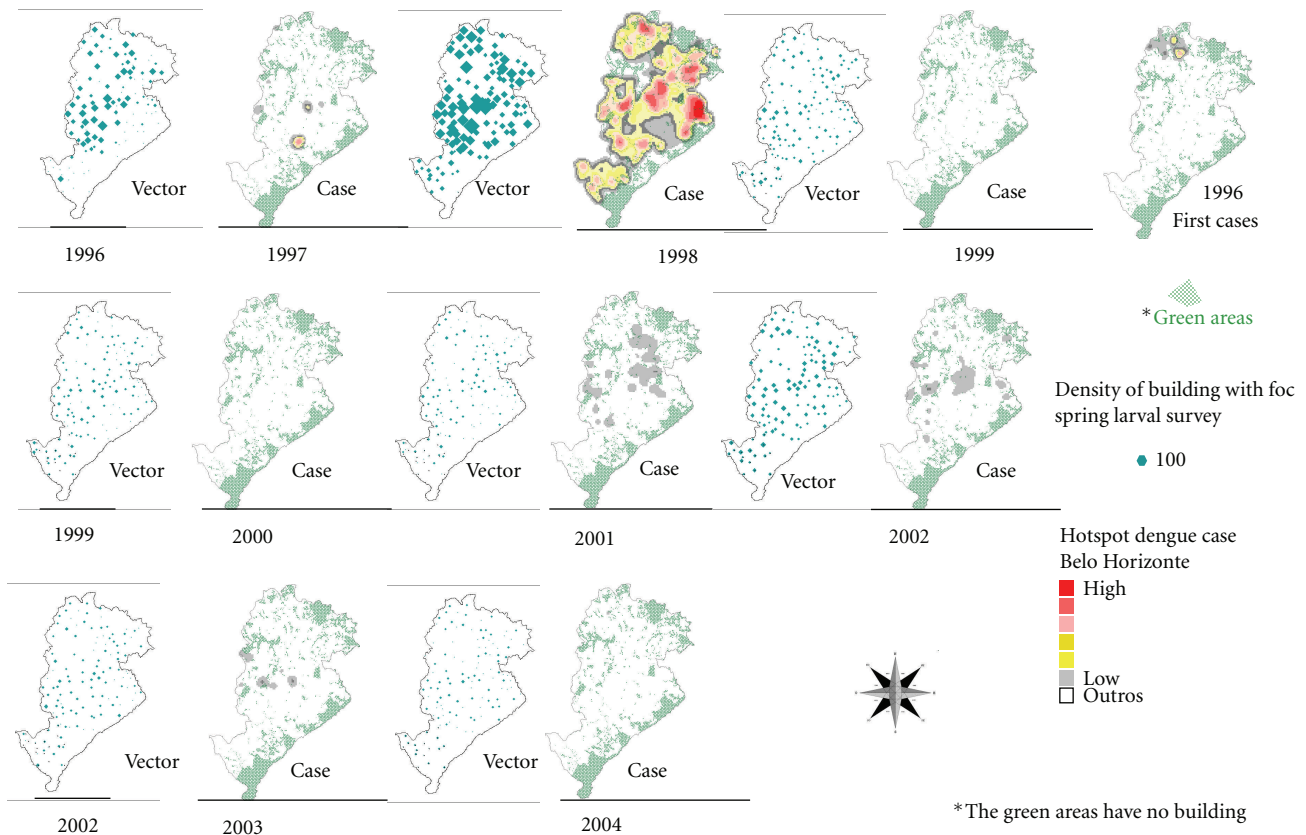 Vector
Case
Vector
Case
Vector
Case
1996
First cases
1996
1997
1998
1999
*Green areas
Vector
Case
Vector
Case
Vector
Case
1999
2000
2001
2002
Density of building with foc
spring larval survey
100
Hotspot dengue case
Belo Horizonte
High
Low
Outros
Vector
Case
Vector
Case
2002
2003
2004
*The green areas have no building